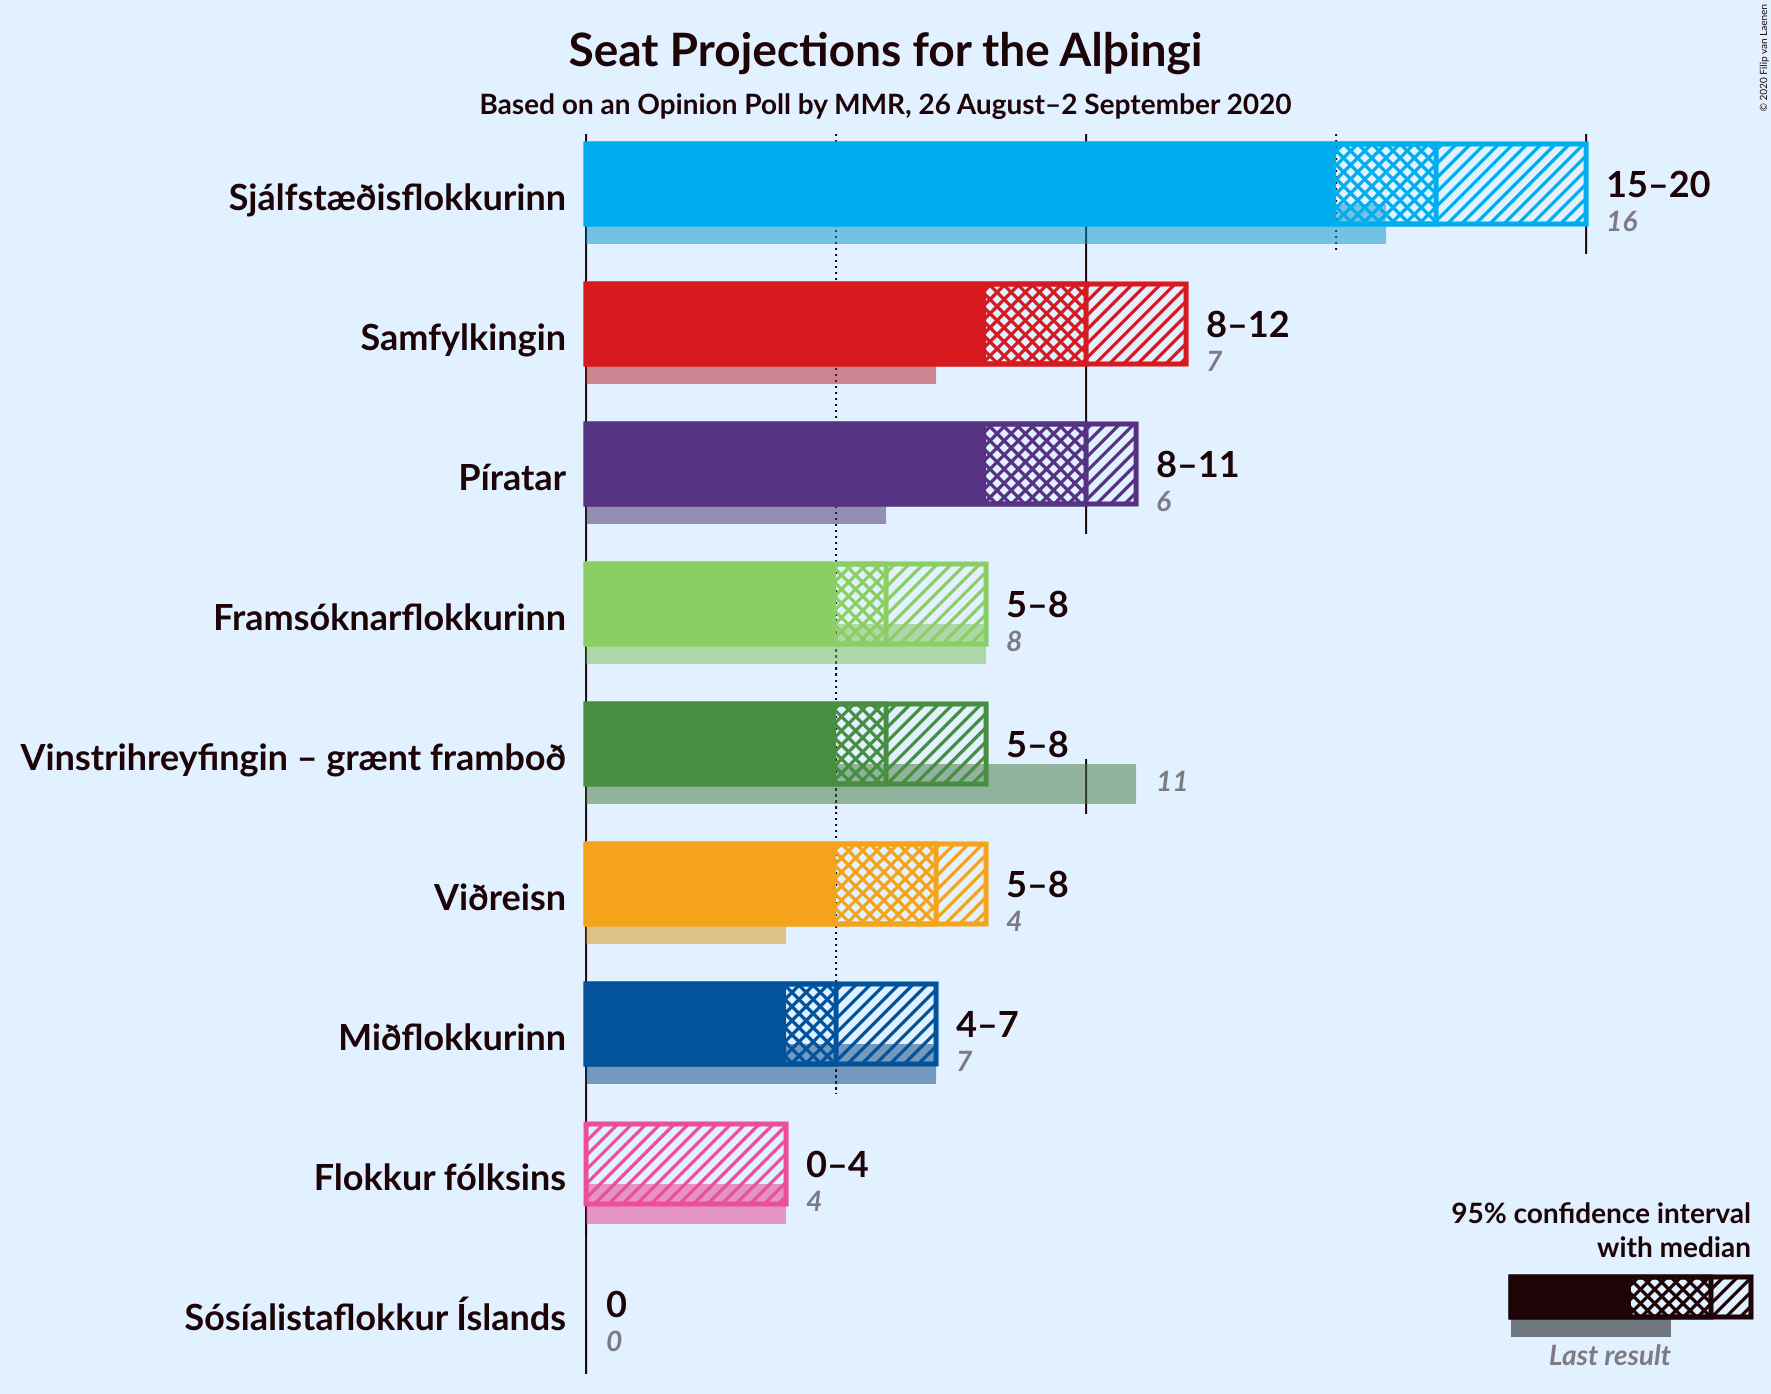 Seat Projections for the Alþingi
Based on an Opinion Poll by MMR, 26 August–2 September 2020
© 2020 Filip van Laenen
Sjálfstæðisflokkurinn
15–20
16
Samfylkingin
8–12
7
Píratar
8–11
6
Framsóknarflokkurinn
5–8
8
Vinstrihreyfingin – grænt framboð
5–8
11
Viðreisn
5–8
4
Miðflokkurinn
4–7
7
Flokkur fólksins
0–4
4
Sósíalistaflokkur Íslands
0
0
95% confidence interval
with median
Last result